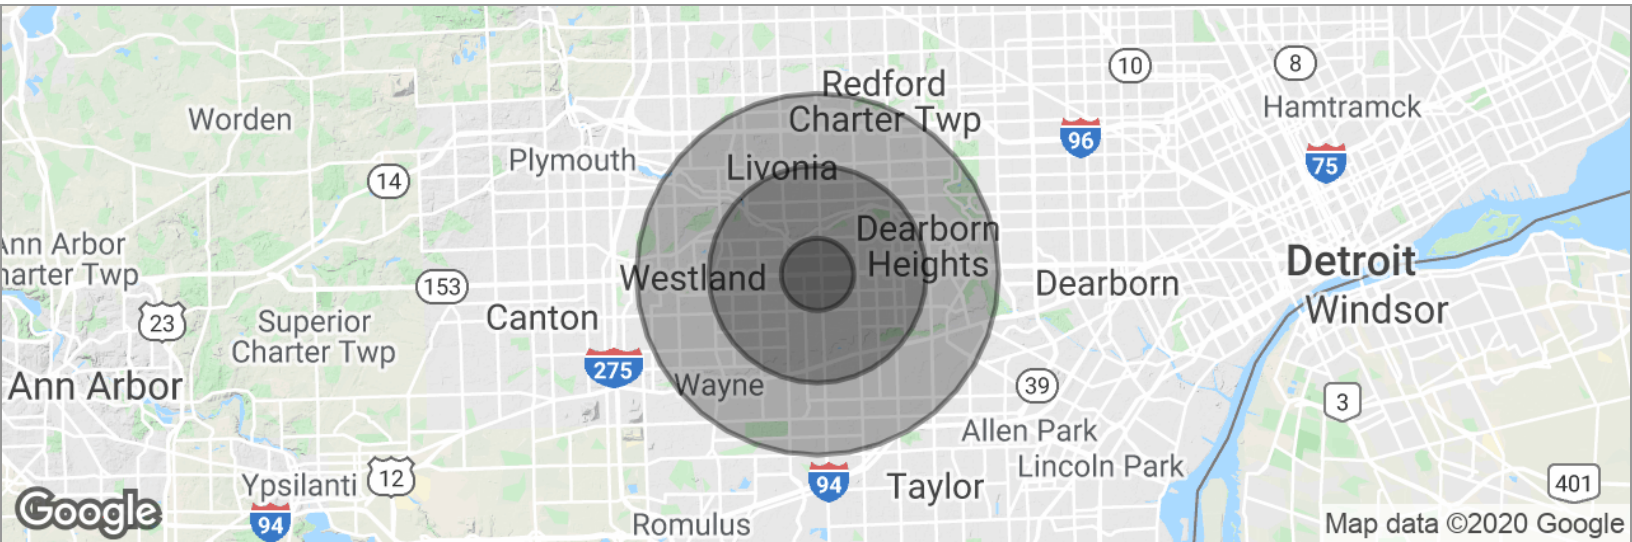 Redford
Charter Twp
10
8
Hamtramck
Worden
96
75
Plymouth
Livonia
14
Ann Arbor
harter Twp
Dearborn
Heights
Detroit
Westland
153
Dearborn
23
Superior
Charter Twp
Canton
Windsor
275
Ann Arbor
Wayne
39
3
Allen Park
Lincoln Park
Ypsilanti
12
94
Taylor
401
Google
94
Romulus
Map data ©2020 Google